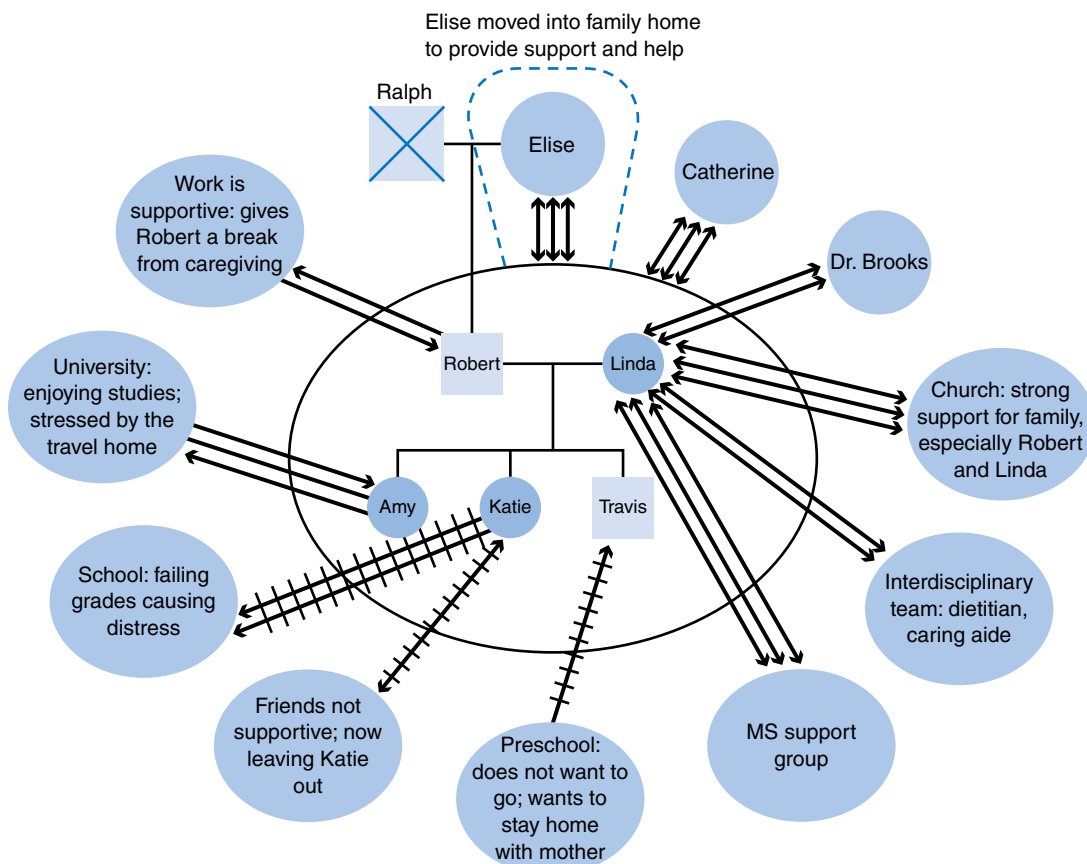 Elise moved into family home
to provide support and help
Ralph
Elise
Catherine
Work is
supportive: gives
Robert a break
from caregiving
Dr. Brooks
Robert
Linda
University:
enjoying studies;
stressed by the
travel home
Church: strong
support for family,
especially Robert
and Linda
Amy
Katie
Travis
School: failing
grades causing
distress
Interdisciplinary
team: dietitian,
caring aide
Friends not
supportive; now
leaving Katie
out
Preschool:
does not want to
go; wants to
stay home
with mother
MS support
group